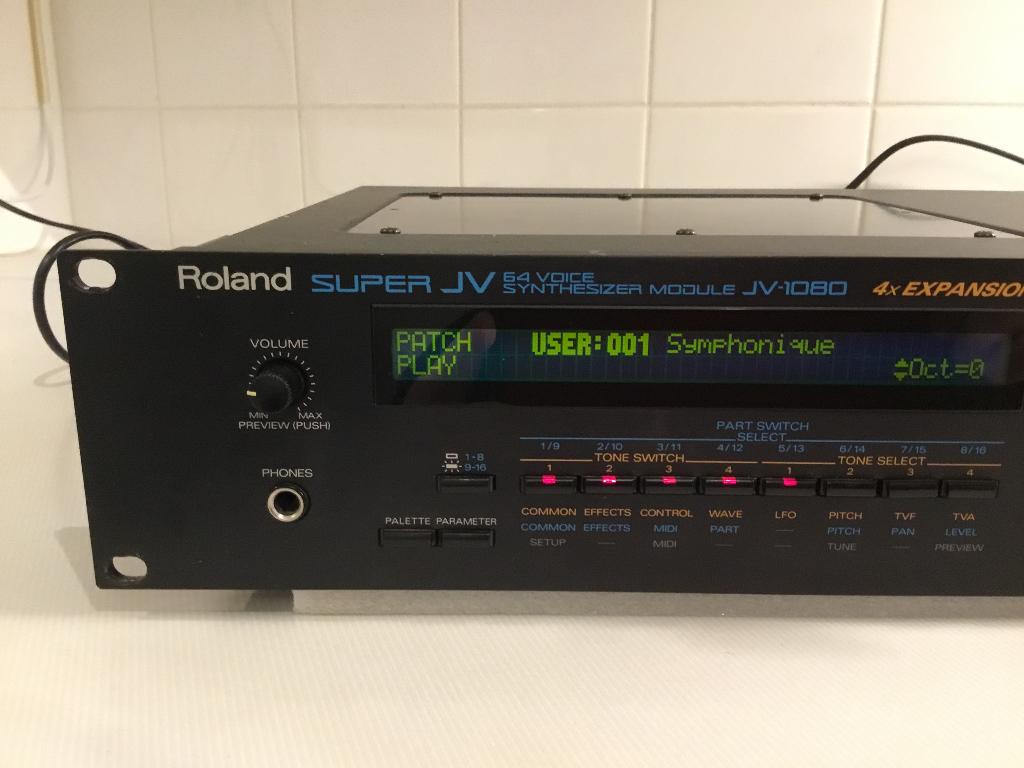 Roland SUPER JV 64 VOICE SYNTHESIZER MODULE JV-1080 4x EXPANSION
PATCH USER:001 Symphonique
PLAY Oct=0
VOLUME
MIN MAX
PREVIEW (PUSH)
PHONES
PART SWITCH
SELECT
1/9 2/10 3/11 4/12 5/13 6/14 7/15 8/16
TONE SWITCH TONE SELECT
1 2 3 4 1 2 3 4
1-8
9-16
PALETTE PARAMETER
COMMON EFFECTS CONTROL WAVE LFO PITCH TVF TVA
COMMON EFFECTS MIDI PART — PITCH PAN LEVEL
SETUP — MIDI — — TUNE — PREVIEW